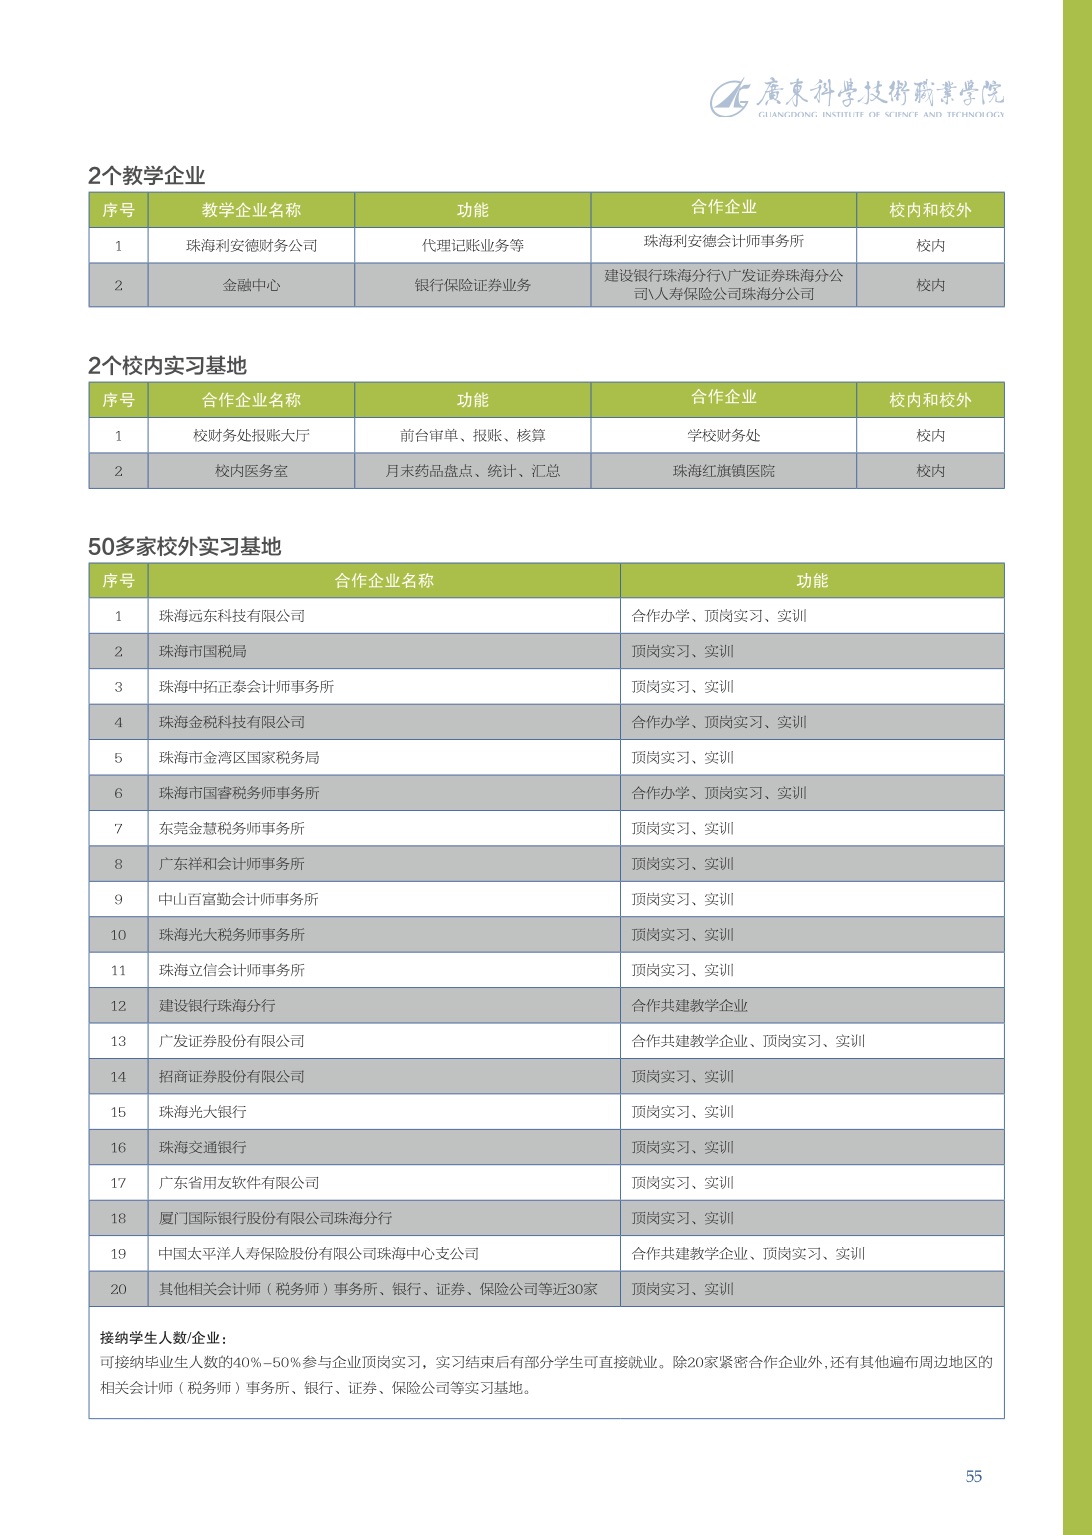 廣東科學技術職業學院
GUANGDONG INSTITUTE OF SCIENCE AND TECHNOLOGY
2个教学企业
序号 教学企业名称 功能 合作企业 校内和校外
1 珠海利安德财务公司 代理记账业务等 珠海利安德会计师事务所 校内
2 金融中心 银行保险证券业务 建设银行珠海分行\广发证券珠海分公
司\人寿保险公司珠海分公司 校内
2个校内实习基地
序号 合作企业名称 功能 合作企业 校内和校外
1 校财务处报账大厅 前台审单、报账、核算 学校财务处 校内
2 校内医务室 月末药品盘点、统计、汇总 珠海红旗镇医院 校内
50多家校外实习基地
序号 合作企业名称 功能
1 珠海远东科技有限公司 合作办学、顶岗实习、实训
2 珠海市国税局 顶岗实习、实训
3 珠海中拓正泰会计师事务所 顶岗实习、实训
4 珠海金税科技有限公司 合作办学、顶岗实习、实训
5 珠海市金湾区国家税务局 顶岗实习、实训
6 珠海市国睿税务师事务所 合作办学、顶岗实习、实训
7 东莞金慧税务师事务所 顶岗实习、实训
8 广东祥和会计师事务所 顶岗实习、实训
9 中山百富勤会计师事务所 顶岗实习、实训
10 珠海光大税务师事务所 顶岗实习、实训
11 珠海立信会计师事务所 顶岗实习、实训
12 建设银行珠海分行 合作共建教学企业
13 广发证券股份有限公司 合作共建教学企业、顶岗实习、实训
14 招商证券股份有限公司 顶岗实习、实训
15 珠海光大银行 顶岗实习、实训
16 珠海交通银行 顶岗实习、实训
17 广东省用友软件有限公司 顶岗实习、实训
18 厦门国际银行股份有限公司珠海分行 顶岗实习、实训
19 中国太平洋人寿保险股份有限公司珠海中心支公司 合作共建教学企业、顶岗实习、实训
20 其他相关会计师（税务师）事务所、银行、证券、保险公司等近30家 顶岗实习、实训
接纳学生人数/企业：
可接纳毕业生人数的40%-50%参与企业顶岗实习，实习结束后有部分学生可直接就业。除20家紧密合作企业外,还有其他遍布周边地区的
相关会计师（税务师）事务所、银行、证券、保险公司等实习基地。
55